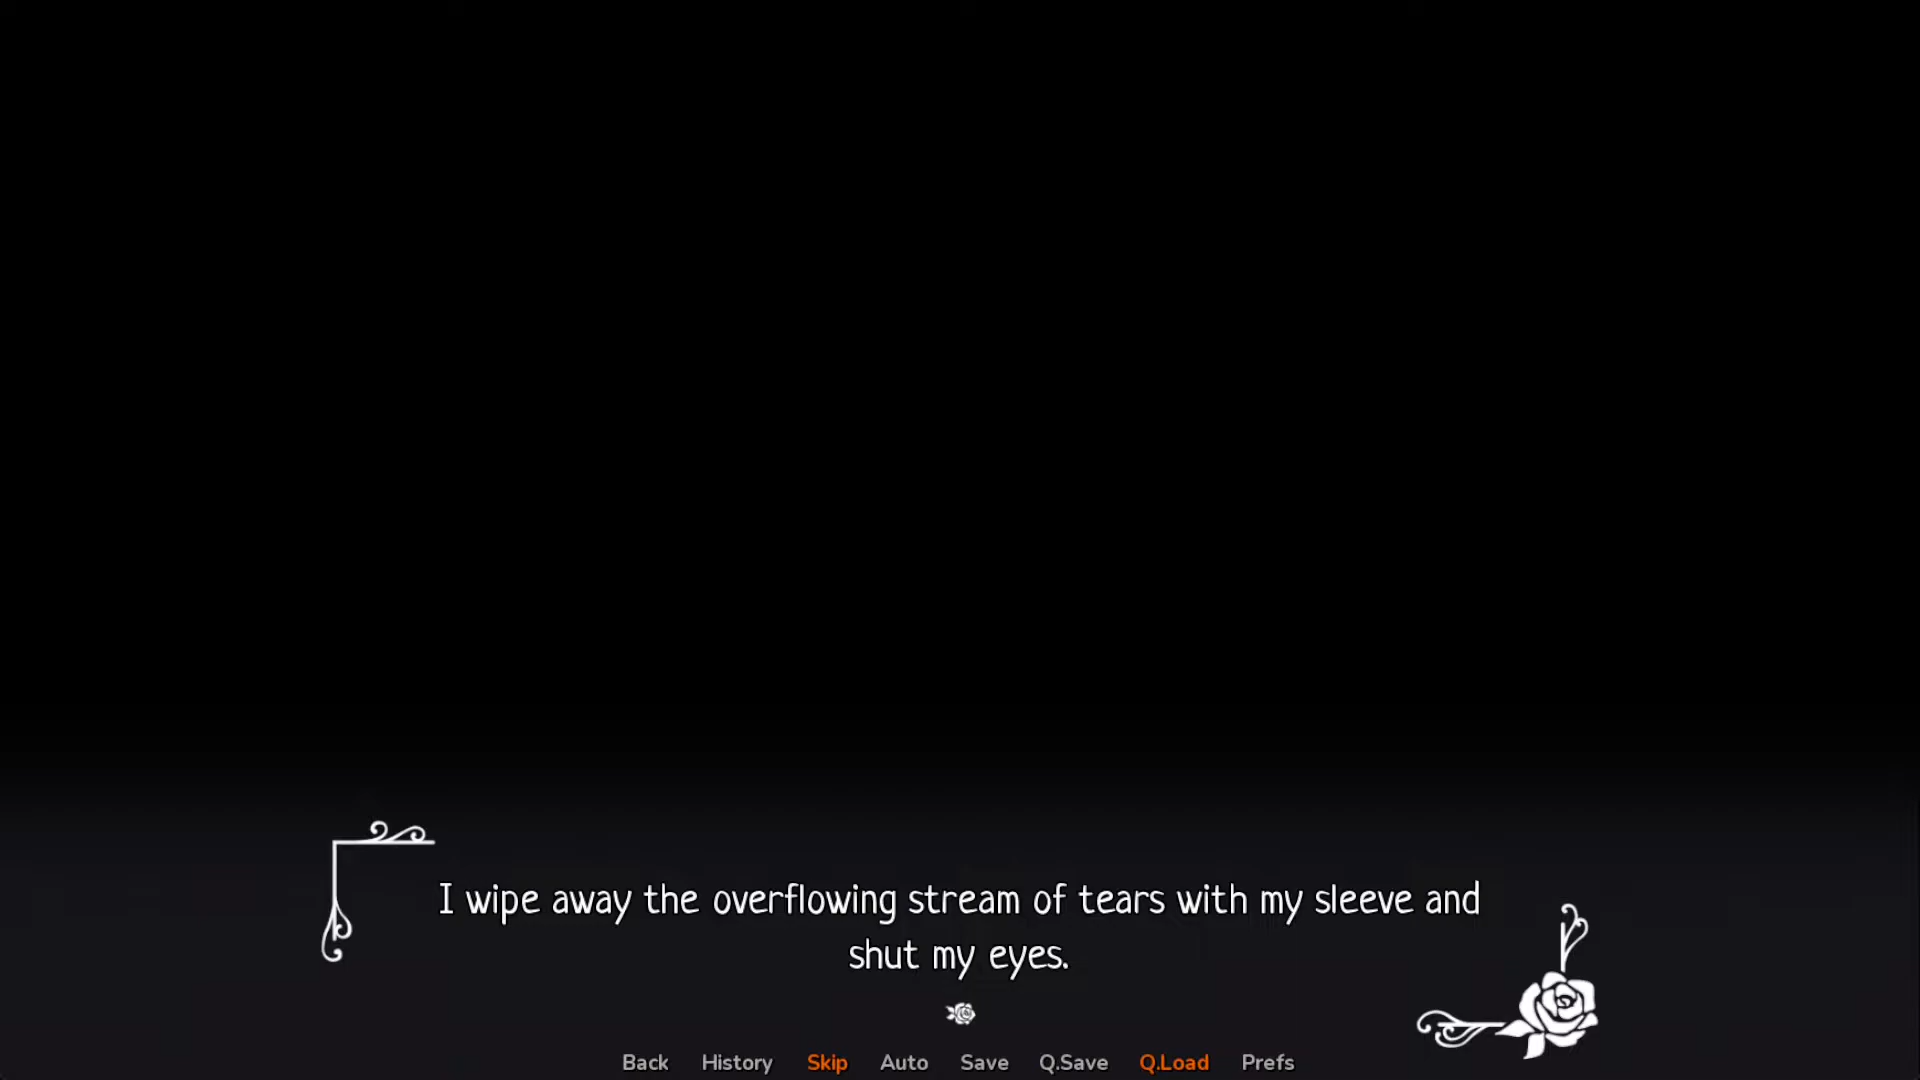 I wipe away the overflowing stream of tears with my sleeve and
shut my eyes.
Back History Skip Auto Save Q.Save Q.Load Prefs